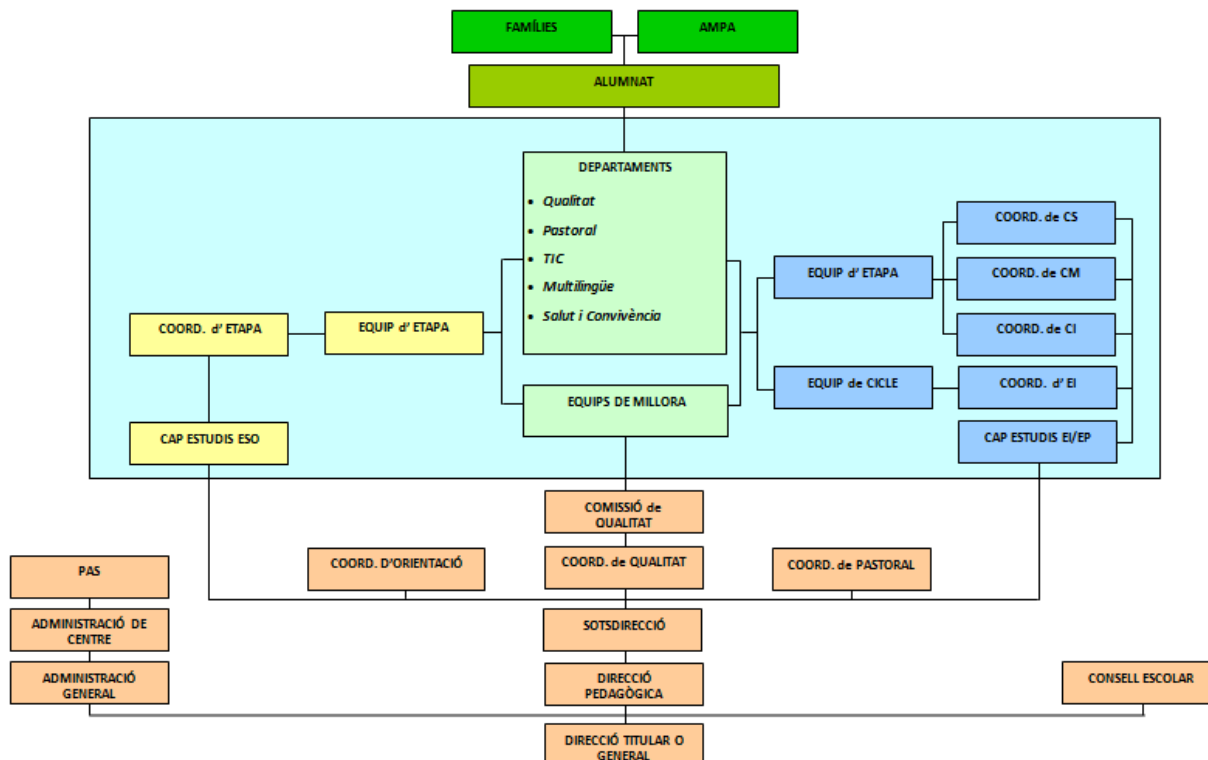 FAMÍLIES
AMPA
ALUMNAT
DEPARTAMENTS
• Qualitat
• Pastoral
• TIC
• Multilingüe
• Salut i Convivència
COORD. de CS
EQUIP d' ETAPA
COORD. de CM
COORD. d' ETAPA
EQUIP d' ETAPA
COORD. de CI
EQUIPS DE MILLORA
EQUIP de CICLE
COORD. d' EI
CAP ESTUDIS ESO
CAP ESTUDIS EI/EP
COMISSIÓ de
QUALITAT
PAS
COORD. D'ORIENTACIÓ
COORD. de QUALITAT
COORD. de PASTORAL
ADMINISTRACIÓ DE
CENTRE
SOTSDIRECCIÓ
ADMINISTRACIÓ
GENERAL
DIRECCIÓ
PEDAGÒGICA
CONSELL ESCOLAR
DIRECCIÓ TITULAR O
GENERAL